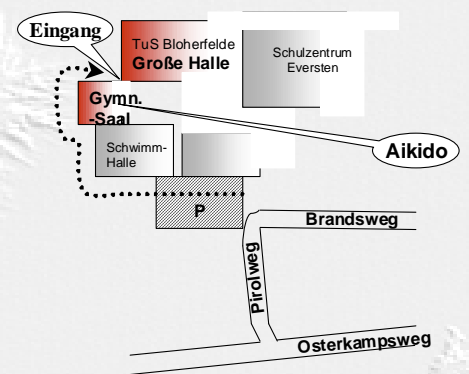 Eingang
TuS Bloherfelde
Große Halle
Schulzentrum
Eversten
Gymn.
-Saal
Schwimm-
Halle
Aikido
P
Brandsweg
Pirolweg
Osterkampsweg